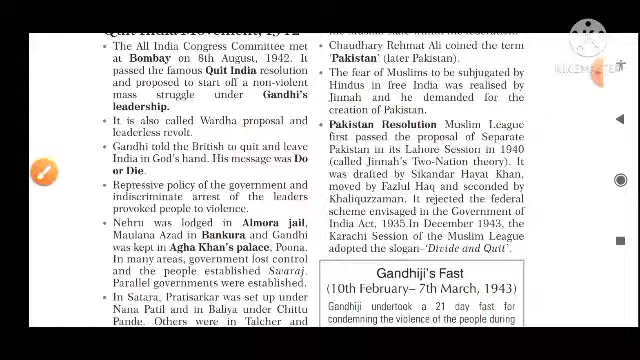 Quit India Movement, 1942
• The All India Congress Committee met
at Bombay on 8th August, 1942. It
passed the famous Quit India resolution
and proposed to start off a non-violent
mass struggle under Gandhi's
leadership.
• It is also called Wardha proposal and
leaderless revolt.
• Gandhi told the British to quit and leave
India in God's hand. His message was Do
or Die.
• Repressive policy of the government and
indiscriminate arrest of the leaders
provoked people to violence.
• Nehru was lodged in Almora jail,
Maulana Azad in Bankura and Gandhi
was kept in Agha Khan's palace, Poona.
In many areas, government lost control
and the people established Swaraj.
Parallel governments were established.
• In Satara, Pratisarkar was set up under
Nana Patil and in Baliya under Chittu
Pande. Others were in Talcher and
the Muslim state within the federation.
• Chaudhary Rehmat Ali coined the term
'Pakstan' (later Pakistan).
• The fear of Muslims to be subjugated by
Hindus in free India was realised by
Jinnah and he demanded for the
creation of Pakistan.
• Pakistan Resolution Muslim League
first passed the proposal of Separate
Pakistan in its Lahore Session in 1940
(called Jinnah's Two-Nation theory). It
was drafted by Sikandar Hayat Khan,
moved by Fazlul Haq and seconded by
Khaliquzzaman. It rejected the federal
scheme envisaged in the Government of
India Act, 1935. In December 1943, the
Karachi Session of the Muslim League
adopted the slogan–'Divide and Quit'.
Gandhiji's Fast
(10th February– 7th March, 1943)
Gandhiji undertook a 21 day fast for
condemning the violence of the people during
KINEMASTER